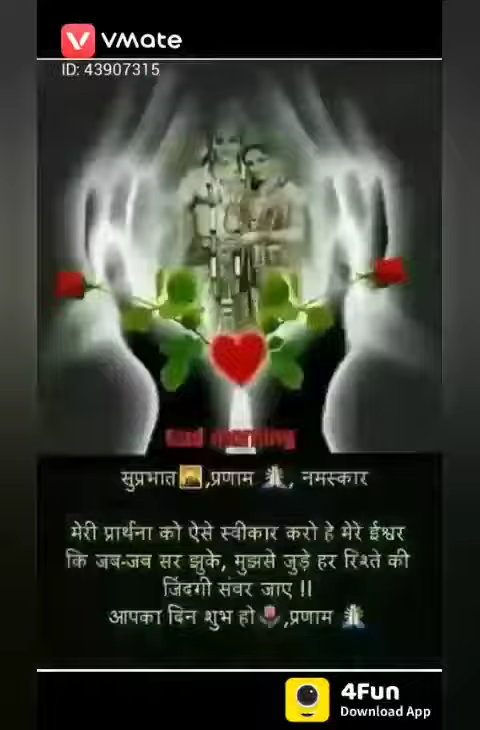 VMate
ID: 43907315
Good morning
सुप्रभात🌅,प्रणाम 🙏, नमस्कार
मेरी प्रार्थना को ऐसे स्वीकार करो हे मेरे ईश्वर
कि जब-जब सर झुके, मुझसे जुड़े हर रिश्ते की
जिंदगी संवर जाए !!
आपका दिन शुभ हो🌷,प्रणाम 🙏
4Fun
Download App